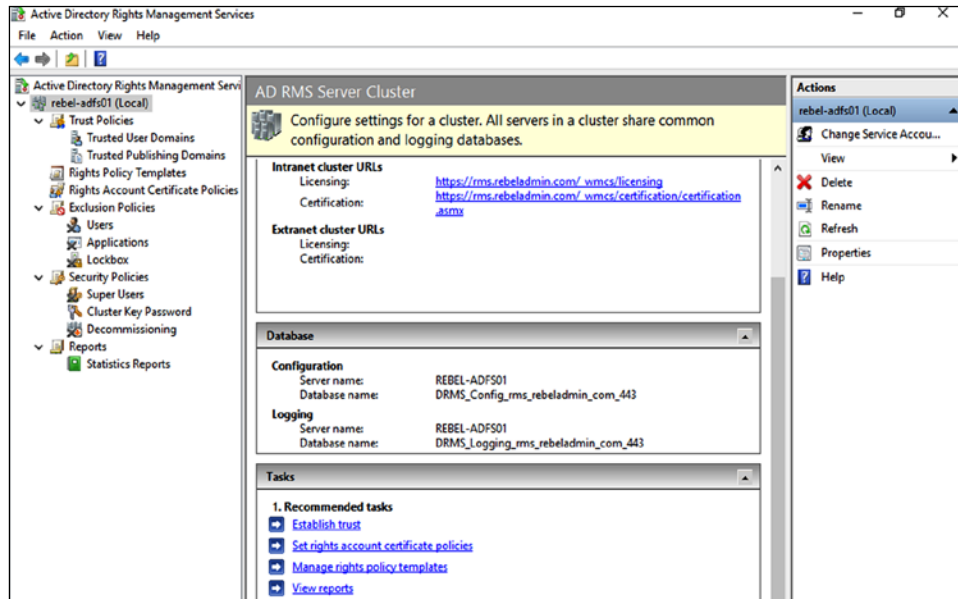 Active Directory Rights Management Services
File Action View Help
Active Directory Rights Management Servi
rebel-adfs01 (Local)
Trust Policies
Trusted User Domains
Trusted Publishing Domains
Rights Policy Templates
Rights Account Certificate Policies
Exclusion Policies
Users
Applications
Lockbox
Security Policies
Super Users
Cluster Key Password
Decommissioning
Reports
Statistics Reports
AD RMS Server Cluster
Configure settings for a cluster. All servers in a cluster share common
configuration and logging databases.
Intranet cluster URLs
Licensing: https://rms.rebeladmin.com/_wmcs/licensing
Certification: https://rms.rebeladmin.com/_wmcs/certification/certification
.asmx
Extranet cluster URLs
Licensing:
Certification:
Database
Configuration
Server name: REBEL-ADFS01
Database name: DRMS_Config_rms_rebeladmin_com_443
Logging
Server name: REBEL-ADFS01
Database name: DRMS_Logging_rms_rebeladmin_com_443
Tasks
1. Recommended tasks
Establish trust
Set rights account certificate policies
Manage rights policy templates
View reports
Actions
rebel-adfs01 (Local)
Change Service Accou...
View
Delete
Rename
Refresh
Properties
Help